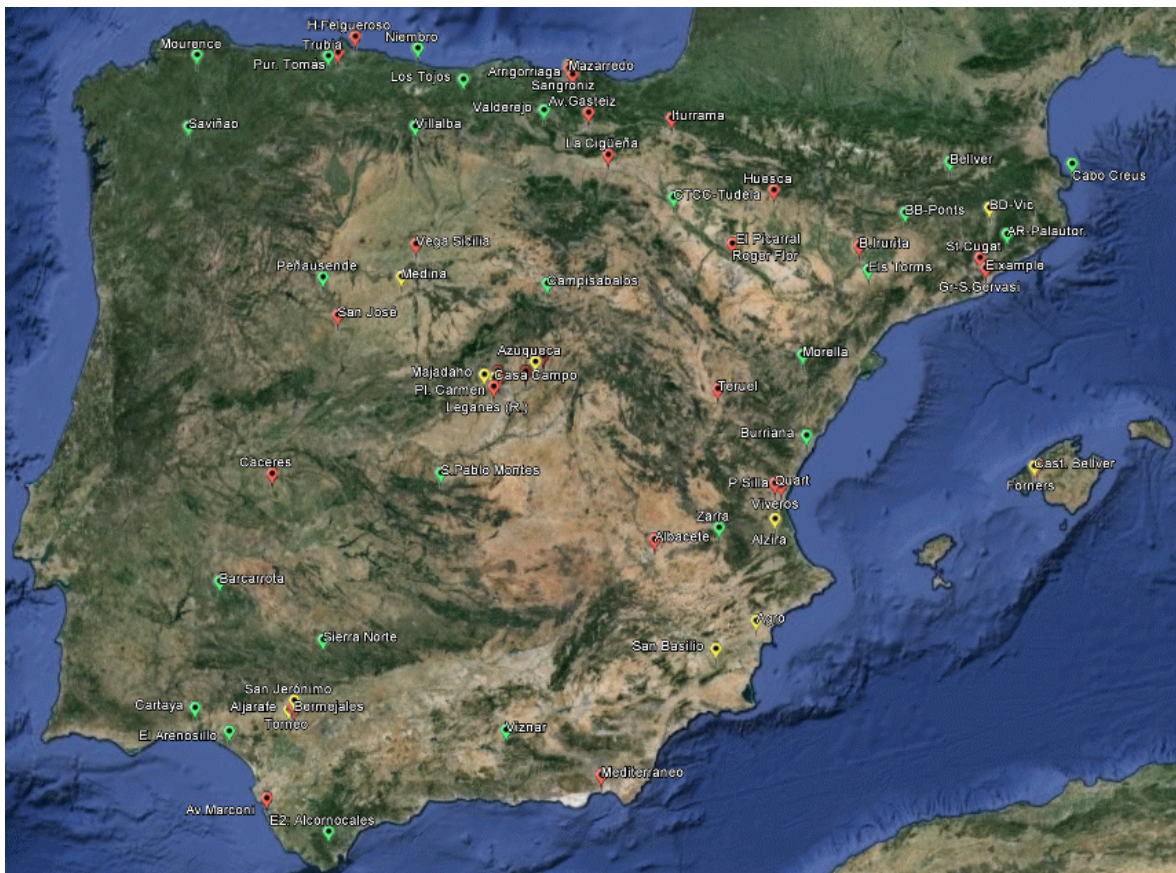 H.Felgueroso
Mourence
Trubia
Niembro
Pur. Tomás
Los Tojos
Arrigorriaga
Mazarredo
Sangroniz
Valderejo
Av.Gasteiz
Saviñao
Villalba
Iturrama
La Cigüeña
Bellver
Cabo Creus
Huesca
CTCC-Tudela
BB-Ponts
BD-Vic
AR-Palautor.
Vega Sicilia
El Picarral
Roger Flor
B.Irurita
St.Cugat
Eixample
Els Torms
Gr-S.Gervasi
Peñausende
Medina
Campisabalos
San José
Azuqueca
Morella
Majadaho
Casa Campo
Pl. Carmen
Leganes (R.)
Teruel
Burriana
Caceres
S.Pablo Montes
Cast. Bellver
Forners
P.Silla
Quart
Viveros
Zarra
Alzira
Albacete
Barcarrota
Agro
Sierra Norte
San Basilio
San Jerónimo
Cartaya
Aljarafe
Bermejales
Torneo
El Arenosillo
Viznar
Mediterraneo
Av.Marconi
E2: Alcornocales